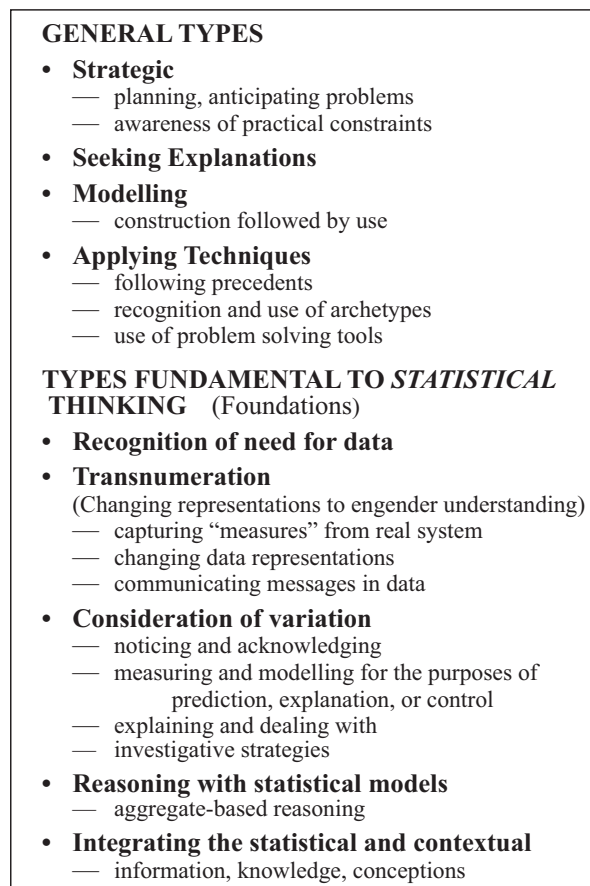 GENERAL TYPES
• Strategic
— planning, anticipating problems
— awareness of practical constraints
• Seeking Explanations
• Modelling
— construction followed by use
• Applying Techniques
— following precedents
— recognition and use of archetypes
— use of problem solving tools
TYPES FUNDAMENTAL TO STATISTICAL
THINKING (Foundations)
• Recognition of need for data
• Transnumeration
(Changing representations to engender understanding)
— capturing “measures” from real system
— changing data representations
— communicating messages in data
• Consideration of variation
— noticing and acknowledging
— measuring and modelling for the purposes of
prediction, explanation, or control
— explaining and dealing with
— investigative strategies
• Reasoning with statistical models
— aggregate-based reasoning
• Integrating the statistical and contextual
— information, knowledge, conceptions